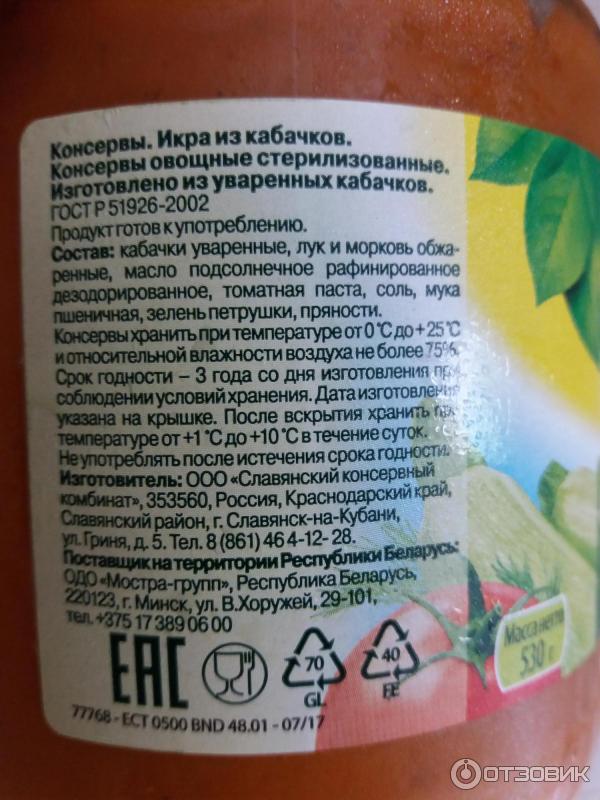 Консервы. Икра из кабачков.
Консервы овощные стерилизованные.
Изготовлено из уваренных кабачков.
ГОСТ Р 51926-2002
Продукт готов к употреблению.
Состав: кабачки уваренные, лук и морковь обжа-
ренные, масло подсолнечное рафинированное
дезодорированное, томатная паста, соль, мука
пшеничная, зелень петрушки, пряности.
Консервы хранить при температуре от 0 °С до +25 °С
и относительной влажности воздуха не более 75%.
Срок годности – 3 года со дня изготовления при
соблюдении условий хранения. Дата изготовления
указана на крышке. После вскрытия хранить при
температуре от +1 °С до +10 °С в течение суток.
Не употреблять после истечения срока годности.
Изготовитель: ООО «Славянский консервный
комбинат», 353560, Россия, Краснодарский край,
Славянский район, г. Славянск-на-Кубани,
ул. Гриня, д. 5. Тел. 8 (861) 46 4-12-28.
Поставщик на территории Республики Беларусь:
ОДО «Мостра-групп», Республика Беларусь,
220123, г. Минск, ул. В.Хоружей, 29-101,
тел. +375 17 389 06 00
ЕАС
70
GL
40
FE
77768 - ЕСТ 0500 BND 48.01 - 07/17
Масса нетто
530 г
ОТЗОВИК